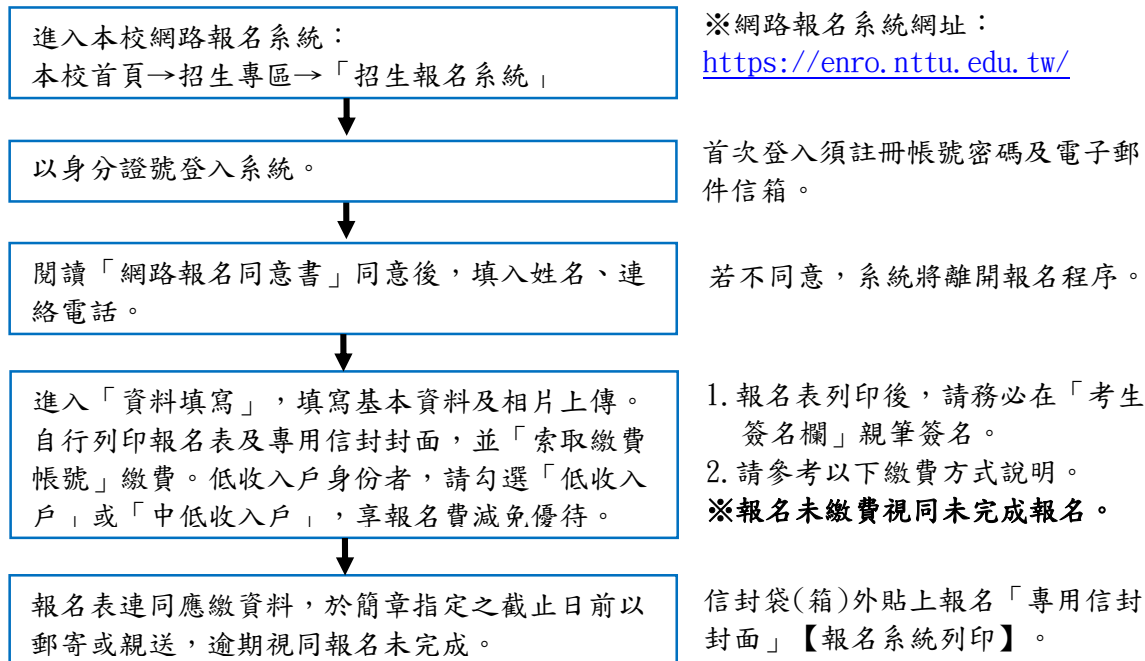 進入本校網路報名系統：
本校首頁→招生專區→「招生報名系統」
※網路報名系統網址：
https://enro.nttu.edu.tw/
以身分證號登入系統。
首次登入須註冊帳號密碼及電子郵
件信箱。
閱讀「網路報名同意書」同意後，填入姓名、連
絡電話。
若不同意，系統將離開報名程序。
進入「資料填寫」，填寫基本資料及相片上傳。
自行列印報名表及專用信封封面，並「索取繳費
帳號」繳費。低收入戶身份者，請勾選「低收入
戶」或「中低收入戶」，享報名費減免優待。
1.報名表列印後，請務必在「考生
簽名欄」親筆簽名。
2.請參考以下繳費方式說明。
※報名未繳費視同未完成報名。
報名表連同應繳資料，於簡章指定之截止日前以
郵寄或親送，逾期視同報名未完成。
信封袋(箱)外貼上報名「專用信封
封面」【報名系統列印】。